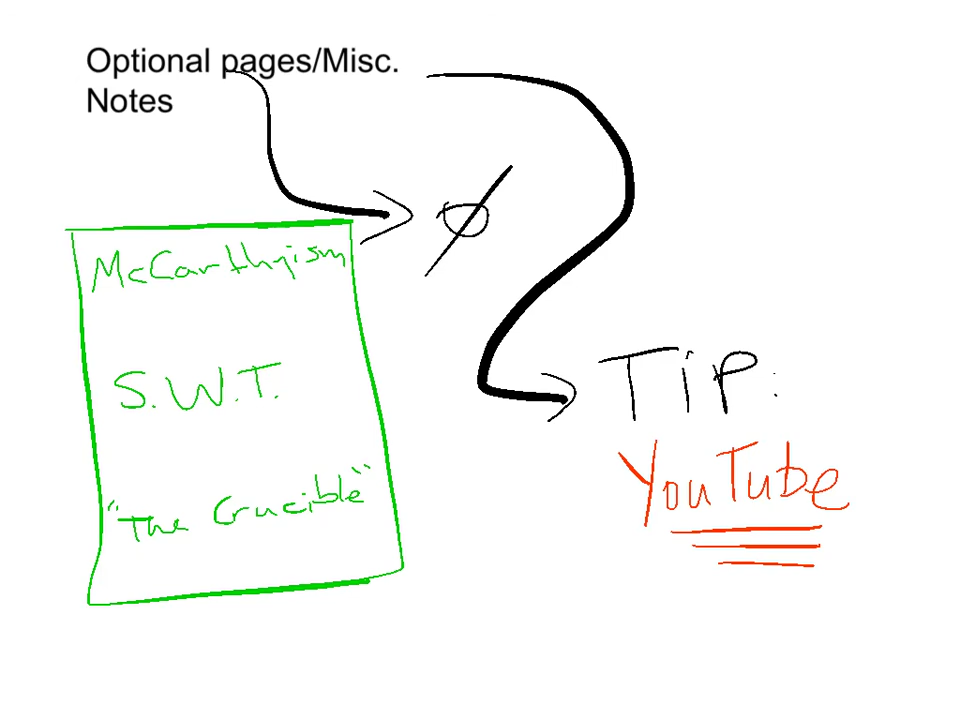 Optional pages/Misc.
Notes
Ø
McCarthyism
S.W.T.
"The Crucible"
TiP:
YouTube